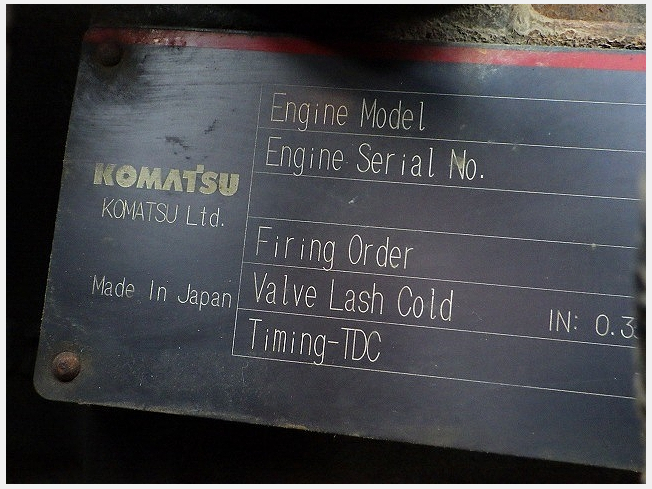 KOMATSU
KOMATSU Ltd.
Made In Japan
Engine Model
Engine Serial No.
Firing Order
Valve Lash Cold IN: 0.3
Timing-TDC